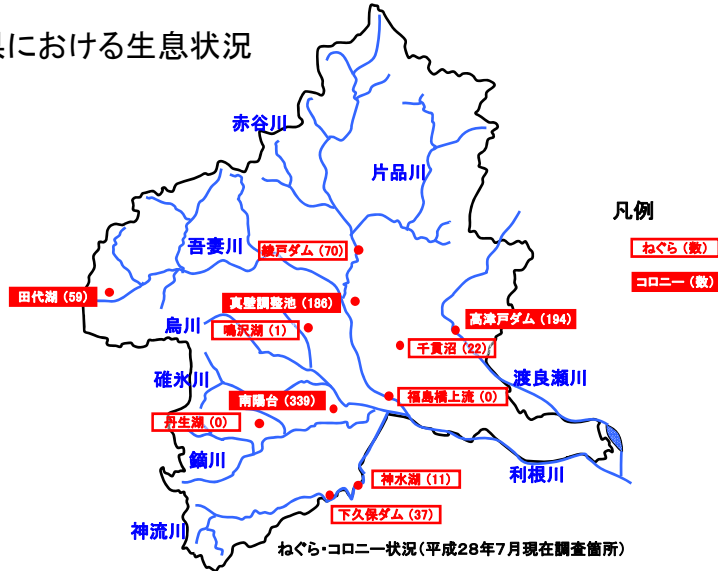 県における生息状況
赤谷川
片品川
凡例
ねぐら（数）
コロニー（数）
吾妻川
綾戸ダム（70）
田代湖（59）
真壁調整池（186）
烏川
鳴沢湖（1）
高津戸ダム（194）
千貫沼（22）
碓氷川
渡良瀬川
南陽台（339）
福島橋上流（0）
丹生湖（0）
鏑川
利根川
神水湖（11）
下久保ダム（37）
神流川
ねぐら・コロニー状況（平成28年7月現在調査箇所）